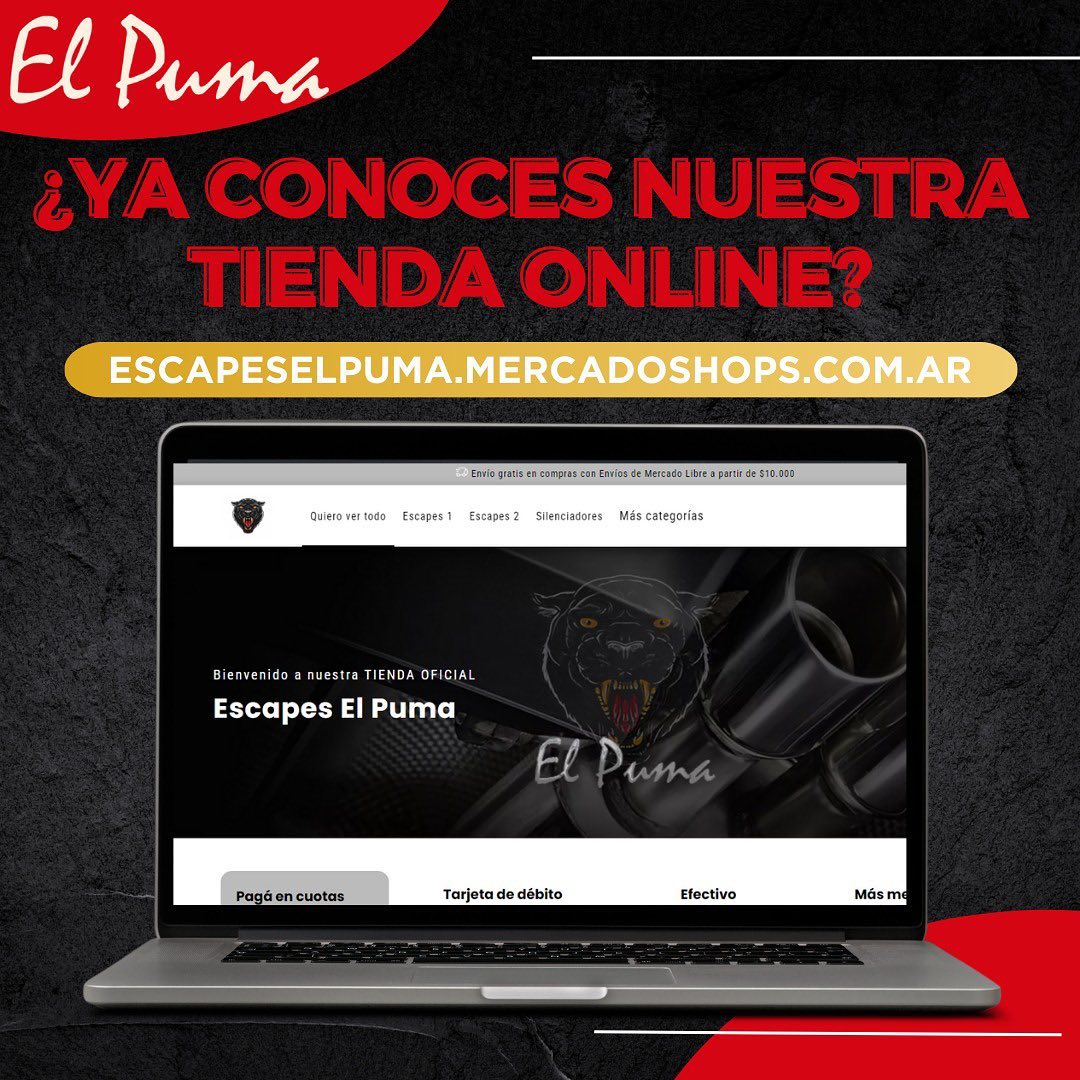 El Puma
¿YA CONOCES NUESTRA
TIENDA ONLINE?
ESCAPESELPUMA.MERCADOSHOPS.COM.AR
Envío gratis en compras con Envíos de Mercado Libre a partir de $10.000
Quiero ver todo Escapes 1 Escapes 2 Silenciadores Más categorías
Bienvenido a nuestra TIENDA OFICIAL
Escapes El Puma
El Puma
Pagá en cuotas Tarjeta de débito Efectivo Más me